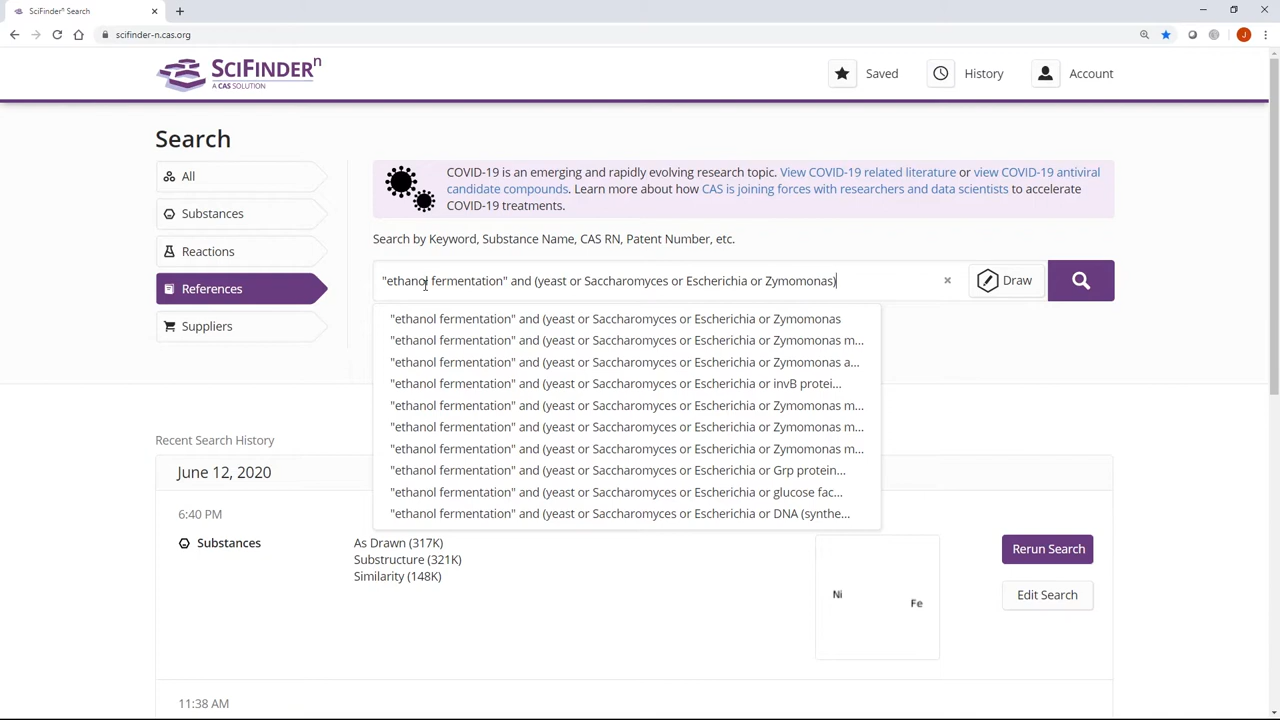 SciFinderⁿ Search
scifinder-n.cas.org
J
SCIFINDERⁿ
A CAS SOLUTION
Saved
History
Account
Search
All
Substances
Reactions
References
Suppliers
COVID-19 is an emerging and rapidly evolving research topic. View COVID-19 related literature or view COVID-19 antiviral
candidate compounds. Learn more about how CAS is joining forces with researchers and data scientists to accelerate
COVID-19 treatments.
Search by Keyword, Substance Name, CAS RN, Patent Number, etc.
"ethanol fermentation" and (yeast or Saccharomyces or Escherichia or Zymomonas)
Draw
"ethanol fermentation" and (yeast or Saccharomyces or Escherichia or Zymomonas
"ethanol fermentation" and (yeast or Saccharomyces or Escherichia or Zymomonas m...
"ethanol fermentation" and (yeast or Saccharomyces or Escherichia or Zymomonas a...
"ethanol fermentation" and (yeast or Saccharomyces or Escherichia or invB protei...
"ethanol fermentation" and (yeast or Saccharomyces or Escherichia or Zymomonas m...
"ethanol fermentation" and (yeast or Saccharomyces or Escherichia or Zymomonas m...
"ethanol fermentation" and (yeast or Saccharomyces or Escherichia or Zymomonas m...
"ethanol fermentation" and (yeast or Saccharomyces or Escherichia or Grp protein...
"ethanol fermentation" and (yeast or Saccharomyces or Escherichia or glucose fac...
"ethanol fermentation" and (yeast or Saccharomyces or Escherichia or DNA (synthe...
Recent Search History
June 12, 2020
6:40 PM
Substances
As Drawn (317K)
Substructure (321K)
Similarity (148K)
Ni
Fe
Rerun Search
Edit Search
11:38 AM